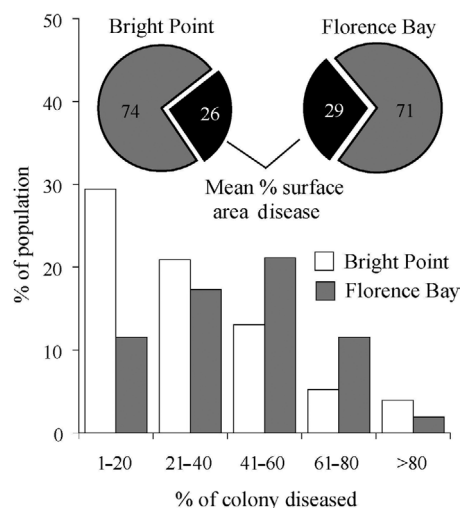 50
40
30
20
10
0
% of population
Bright Point
Florence Bay
74
26
29
71
Mean % surface
area disease
Bright Point
Florence Bay
1-20
21-40
41-60
61-80
>80
% of colony diseased